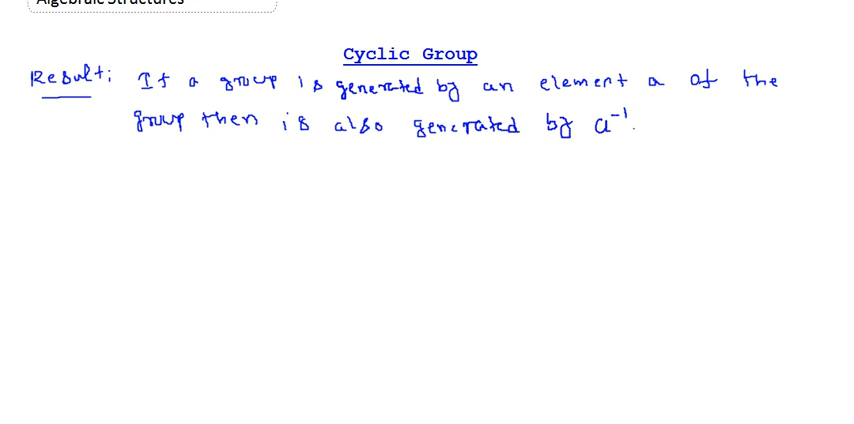 Algebraic Structures
Cyclic Group
Result: If a group is generated by an element a of the
group then is also generated by a⁻¹.